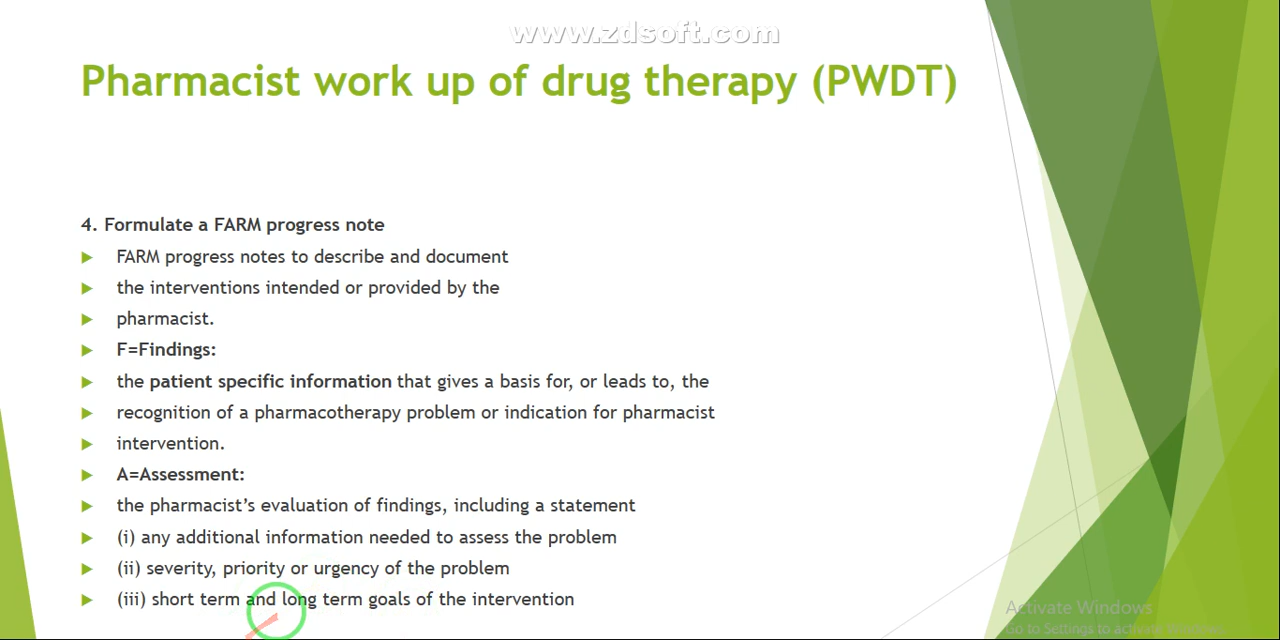 www.zdsoft.com
Pharmacist work up of drug therapy (PWDT)
4. Formulate a FARM progress note
FARM progress notes to describe and document
the interventions intended or provided by the
pharmacist.
F=Findings:
the patient specific information that gives a basis for, or leads to, the
recognition of a pharmacotherapy problem or indication for pharmacist
intervention.
A=Assessment:
the pharmacist’s evaluation of findings, including a statement
(i) any additional information needed to assess the problem
(ii) severity, priority or urgency of the problem
(iii) short term and long term goals of the intervention
Activate Windows
Go to Settings to activate Windows.